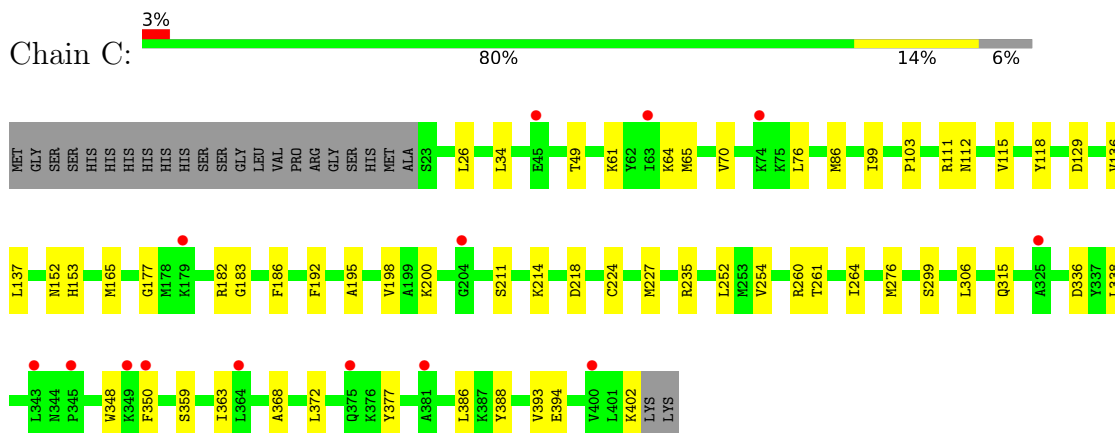 3%
Chain C:
80% 14% 6%
MET GLY SER SER HIS HIS HIS HIS HIS HIS SER SER GLY LEU VAL PRO ARG GLY SER HIS MET ALA S23 L26 L34 E45 T49 K61 Y62 I63 K64 M65 V70 K74 K75 L76 M86 I99 P103 R111 N112 V115 Y118 D129 V136
L137 N152 H153 M165 G177 M178 K179 R182 G183 F186 F192 A195 V198 A199 K200 G204 S211 K214 D218 C224 M227 R235 L252 M253 V254 R260 T261 I264 M276 S299 L306 Q315 A325 D336 Y337 L338
L343 N344 P345 W348 K349 F350 S359 I363 L364 A368 L372 Q375 K376 Y377 A381 L386 K387 Y388 V393 E394 V400 L401 K402 LYS LYS